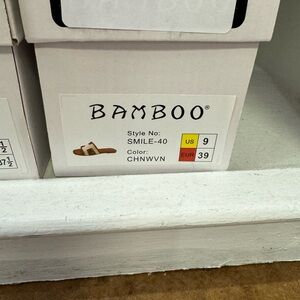 BAMBOO®
Style No:
SMILE-40
Color:
CHNWVN
US 9
EUR 39